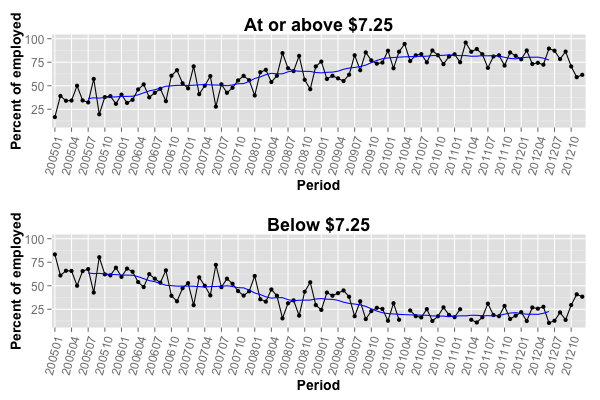 At or above $7.25
Percent of employed
100
75
50
25
200501 200504 200507 200510 200601 200604 200607 200610 200701 200704 200707 200710 200801 200804 200807 200810 200901 200904 200907 200910 201001 201004 201007 201010 201101 201104 201107 201110 201201 201204 201207 201210
Period
Below $7.25
Percent of employed
100
75
50
25
200501 200504 200507 200510 200601 200604 200607 200610 200701 200704 200707 200710 200801 200804 200807 200810 200901 200904 200907 200910 201001 201004 201007 201010 201101 201104 201107 201110 201201 201204 201207 201210
Period